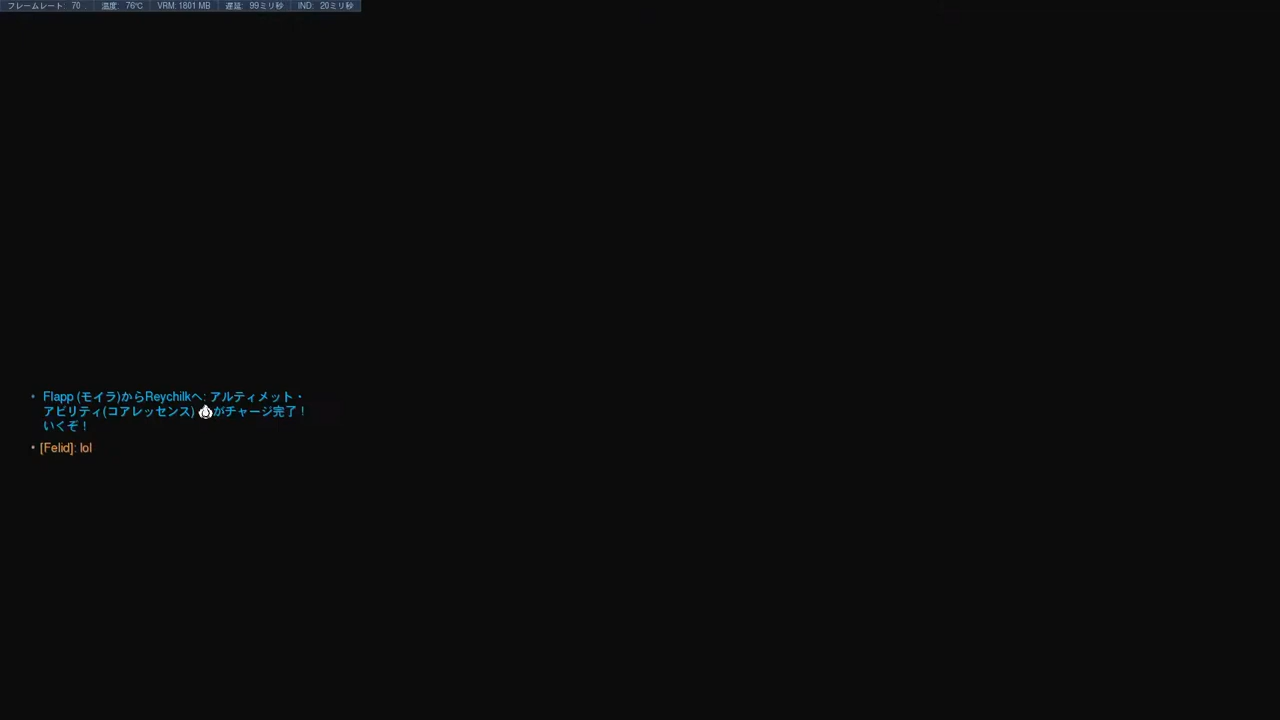 フレームレート: 70 温度: 76℃ VRM: 1801 MB 遅延: 99ミリ秒 IND: 20ミリ秒
• Flapp (モイラ)からReychilkへ: アルティメット・
アビリティ(コアレッセンス) がチャージ完了！
いくぞ！
• [Felid]: lol